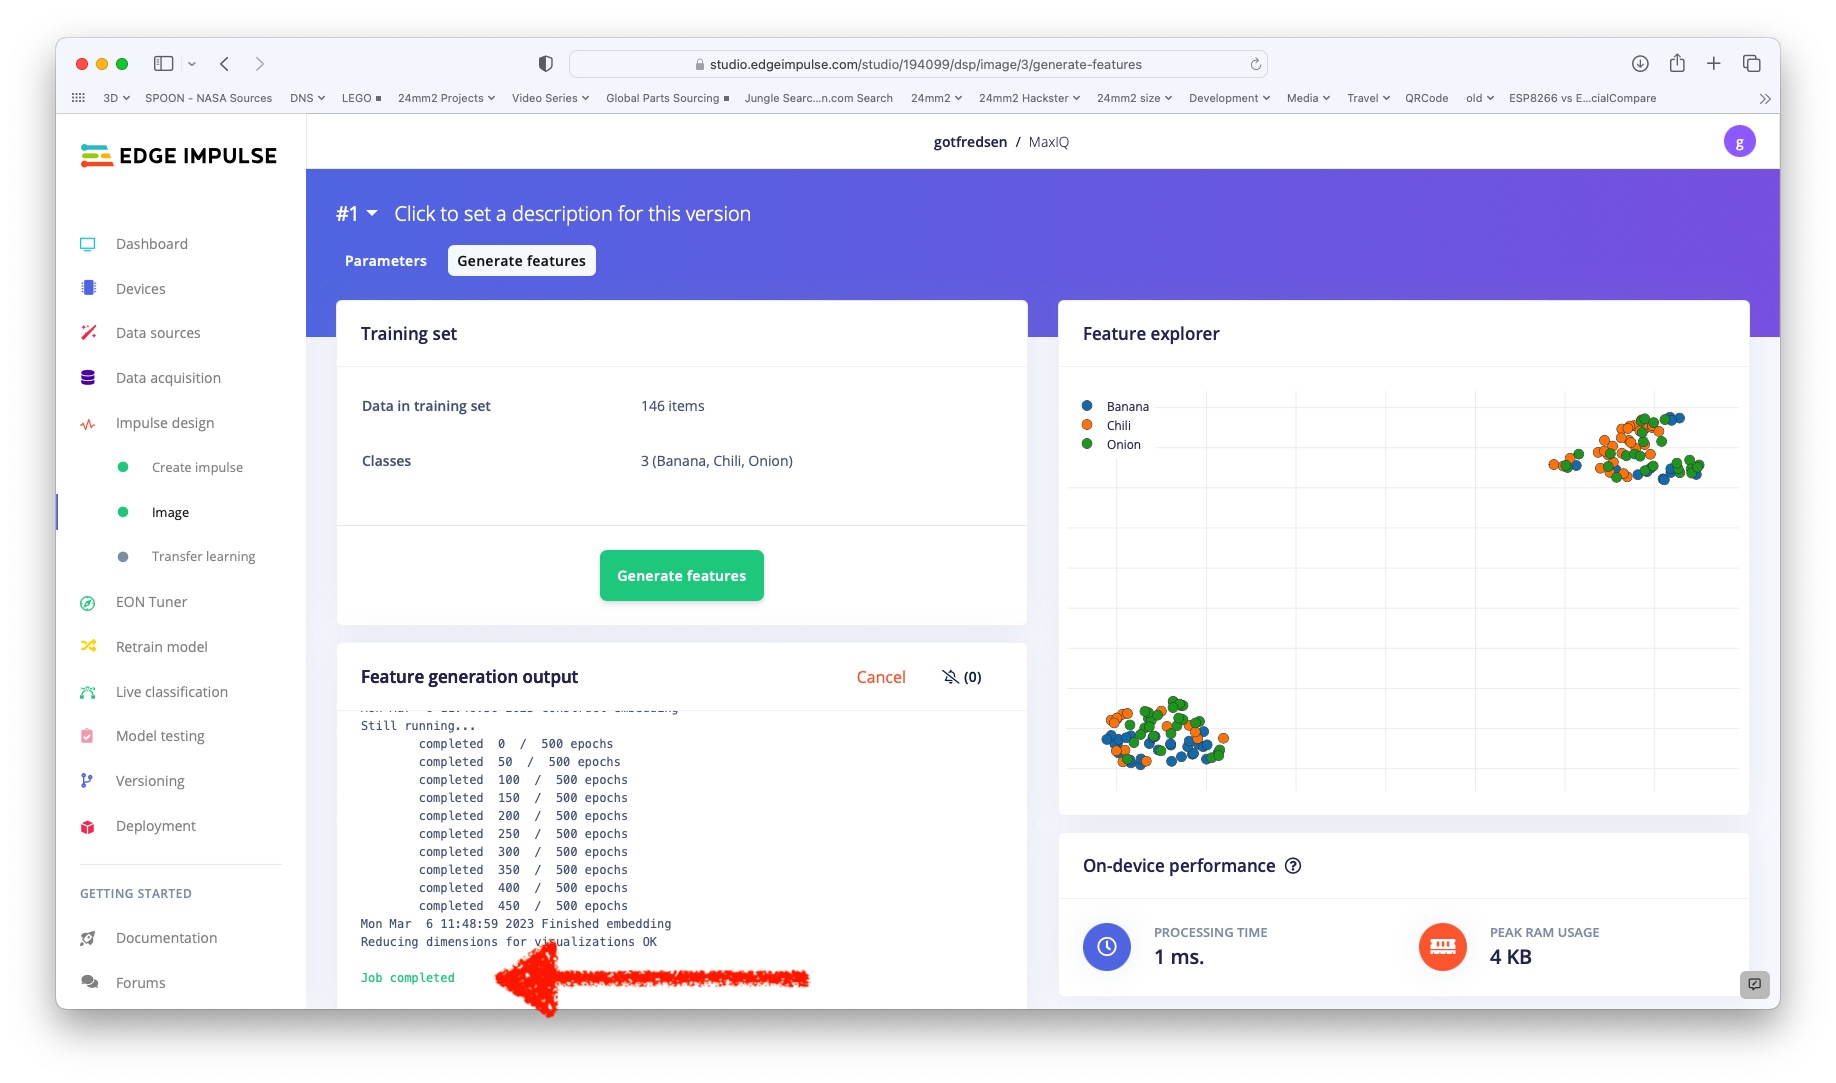 studio.edgeimpulse.com/studio/194099/dsp/image/3/generate-features
3D SPOON - NASA Sources DNS LEGO 24mm2 Projects Video Series Global Parts Sourcing Jungle Searc...n.com Search 24mm2 24mm2 Hackster 24mm2 size Development Media Travel QRCode old ESP8266 vs E...cialCompare
EDGE IMPULSE
gotfredsen / MaxIQ
g
#1 Click to set a description for this version
Parameters Generate features
Dashboard
Devices
Data sources
Data acquisition
Impulse design
Create impulse
Image
Transfer learning
EON Tuner
Retrain model
Live classification
Model testing
Versioning
Deployment
GETTING STARTED
Documentation
Forums
Training set
Data in training set 146 items
Classes 3 (Banana, Chili, Onion)
Generate features
Feature generation output Cancel (0)
Still running...
completed 0 / 500 epochs
completed 50 / 500 epochs
completed 100 / 500 epochs
completed 150 / 500 epochs
completed 200 / 500 epochs
completed 250 / 500 epochs
completed 300 / 500 epochs
completed 350 / 500 epochs
completed 400 / 500 epochs
completed 450 / 500 epochs
Mon Mar 6 11:48:59 2023 Finished embedding
Reducing dimensions for visualizations OK
Job completed
Feature explorer
Banana
Chili
Onion
On-device performance ?
PROCESSING TIME
1 ms.
PEAK RAM USAGE
4 KB